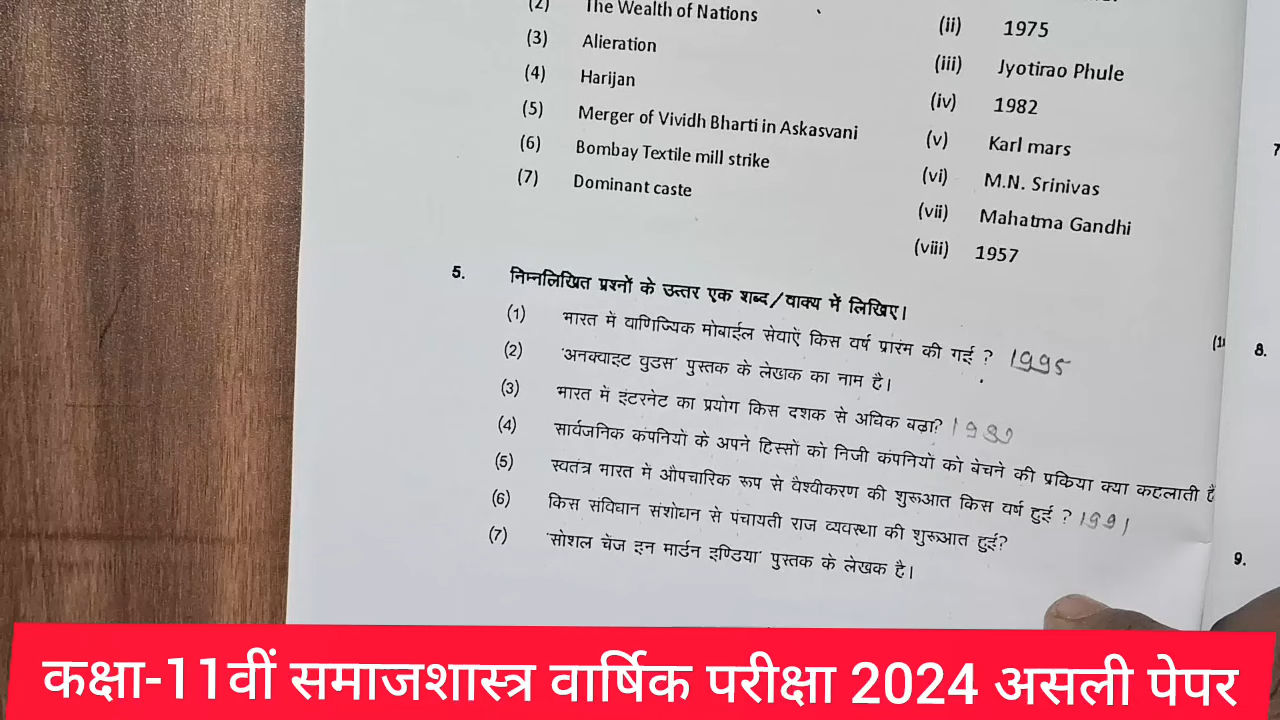 (2) The Wealth of Nations (ii) 1975
(3) Alieration (iii) Jyotirao Phule
(4) Harijan (iv) 1982
(5) Merger of Vividh Bharti in Askasvani (v) Karl mars
(6) Bombay Textile mill strike (vi) M.N. Srinivas
(7) Dominant caste (vii) Mahatma Gandhi
(viii) 1957
5. निम्नलिखित प्रश्नों के उत्तर एक शब्द/वाक्य में लिखिए।
(1) भारत में वाणिज्यिक मोबाईल सेवाएॅ किस वर्ष प्रारंम की गई ? 1995
(2) 'अनक्वाइट वुडस' पुस्तक के लेखक का नाम है।
(3) भारत में इंटरनेट का प्रयोग किस दशक से अधिक बढ़ा?
(4) सार्वजनिक कंपनियों के अपने हिस्सों को निजी कंपनियों को बेचने की प्रकिया क्या कहलाती है
(5) स्वतंत्र भारत में औपचारिक रूप से वैश्वीकरण की शुरूआत किस वर्ष हुई ? 1991
(6) किस संविधान संशोधन से पंचायती राज व्यवस्था की शुरूआत हुई?
(7) 'सोशल चेंज इन मार्डन इण्डिया' पुस्तक के लेखक है।
7
8.
9.
कक्षा-11वीं समाजशास्त्र वार्षिक परीक्षा 2024 असली पेपर